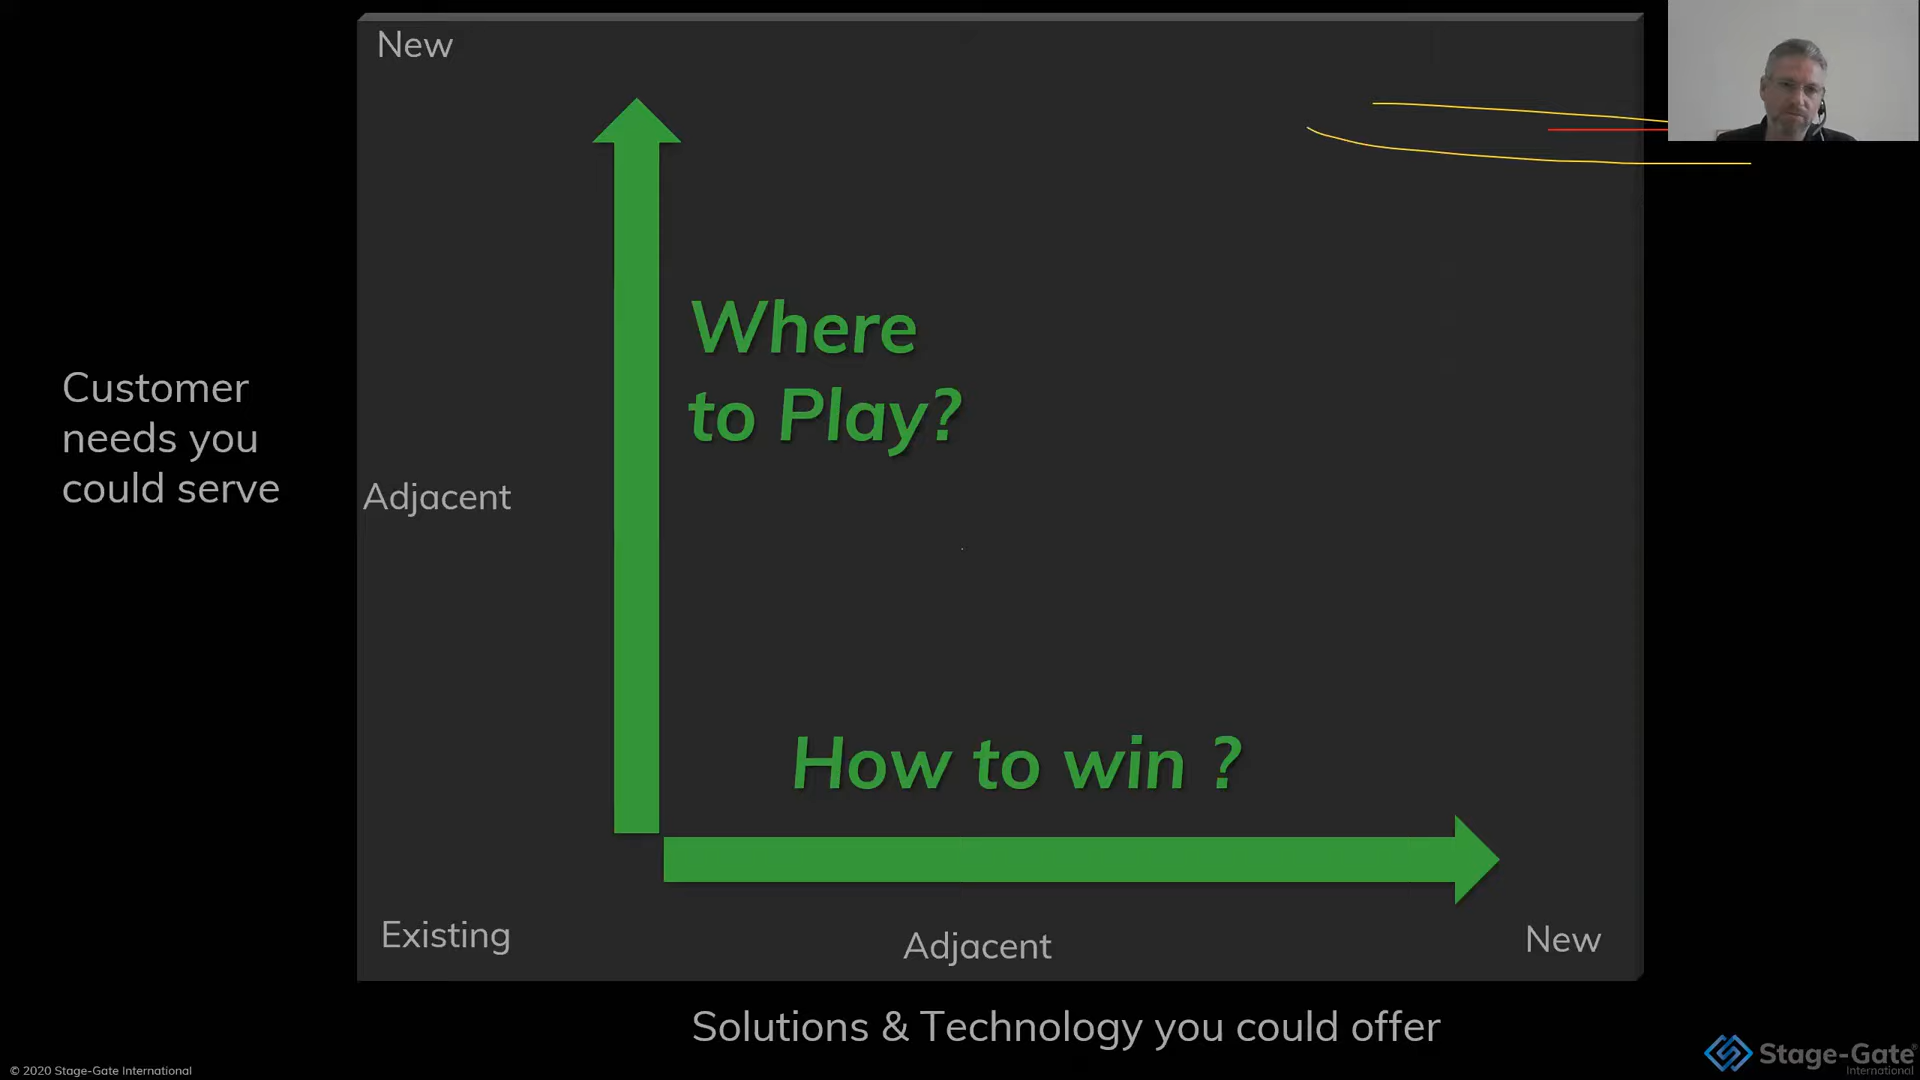 New
Where
to Play?
Customer
needs you
could serve
Adjacent
How to win ?
Existing
Adjacent
New
Solutions & Technology you could offer
Stage-Gate®
International
© 2020 Stage-Gate International